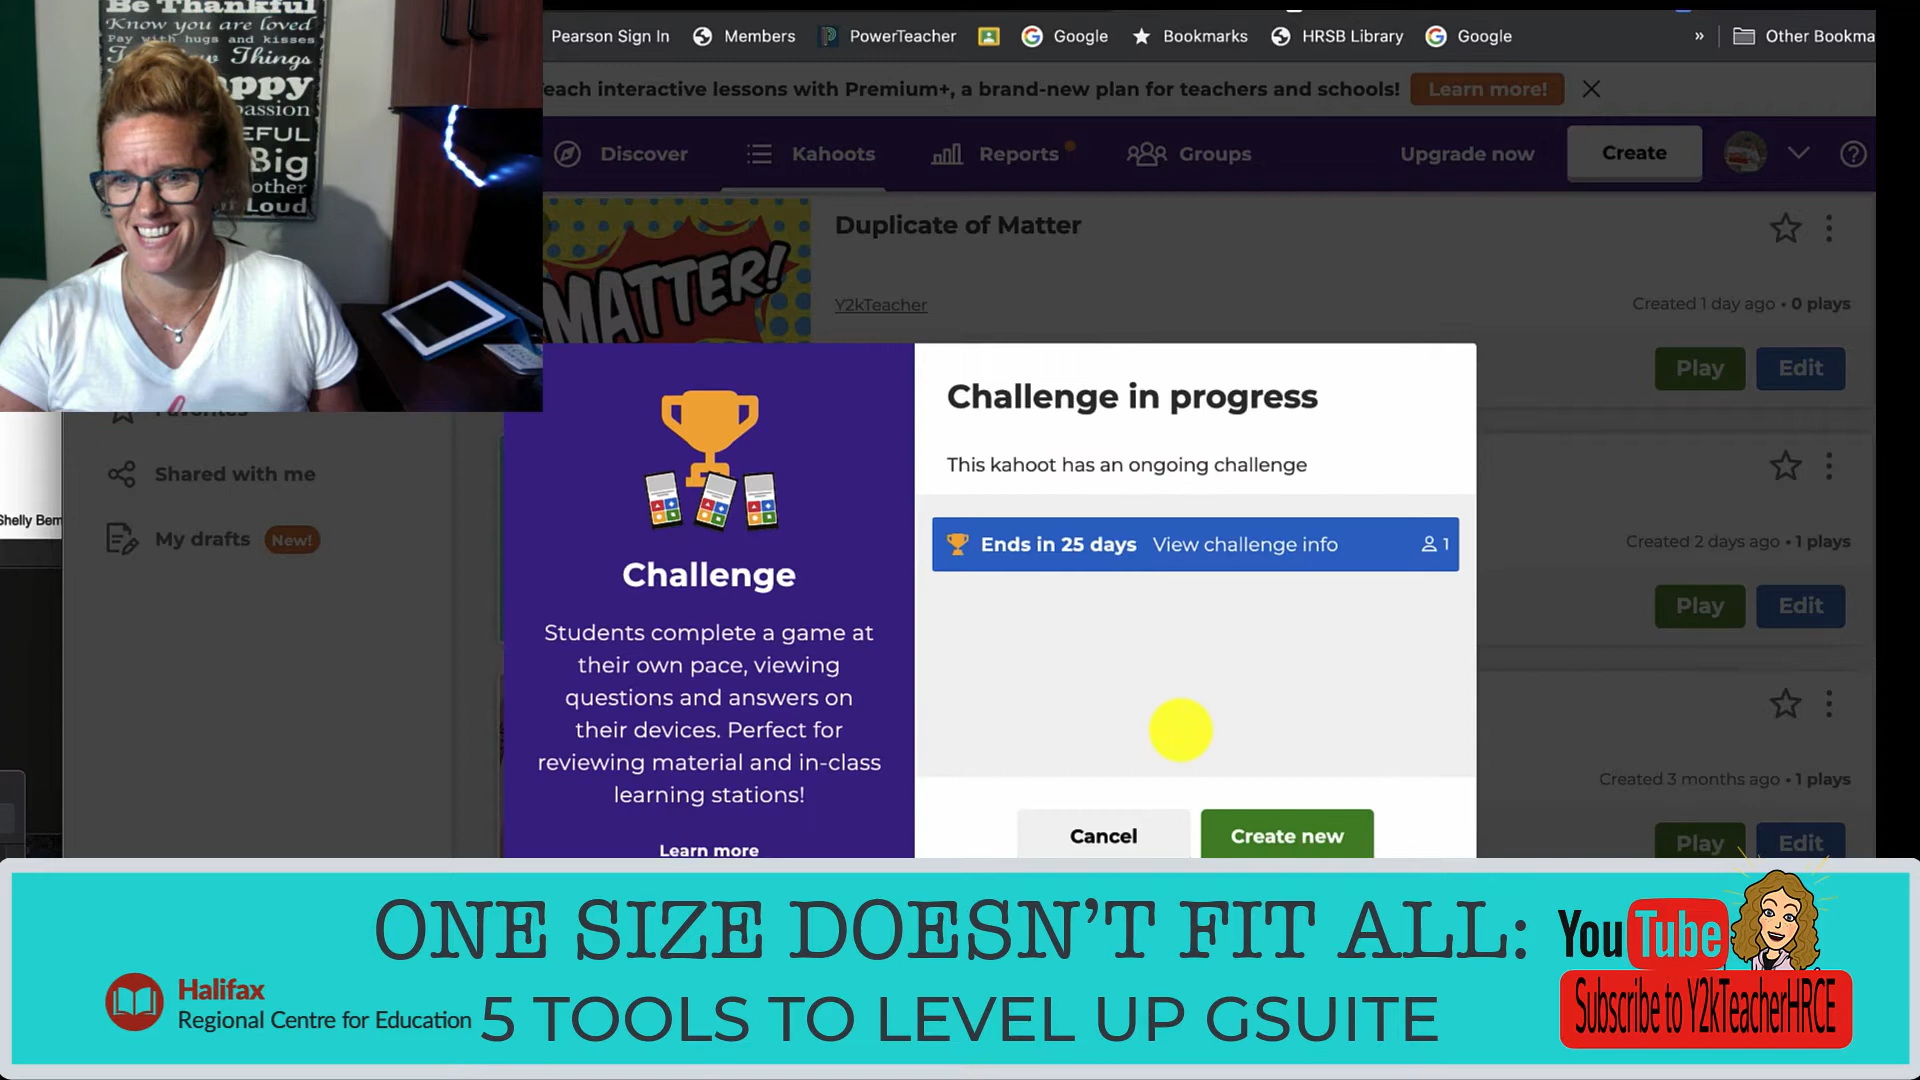 Be Thankful
Know you are loved
Pay with hugs and kisses
Things
Happy
passion
Big
other
Loud
Pearson Sign In
Members
PowerTeacher
Google
Bookmarks
HRSB Library
Google
»
Other Bookma
each interactive lessons with Premium+, a brand-new plan for teachers and schools!
Learn more!
Discover
Kahoots
Reports
Groups
Upgrade now
Create
MATTER!
Duplicate of Matter
Y2kTeacher
Created 1 day ago • 0 plays
Play
Edit
Favorites
Shared with me
My drafts
New!
Shelly Bem
Challenge
Students complete a game at
their own pace, viewing
questions and answers on
their devices. Perfect for
reviewing material and in-class
learning stations!
Learn more
Challenge in progress
This kahoot has an ongoing challenge
Ends in 25 days View challenge info 1
Cancel
Create new
Created 2 days ago • 1 plays
Play
Edit
Created 3 months ago • 1 plays
Play
Edit
ONE SIZE DOESN'T FIT ALL:
5 TOOLS TO LEVEL UP GSUITE
Halifax
Regional Centre for Education
YouTube
Subscribe to Y2kTeacherHRCE